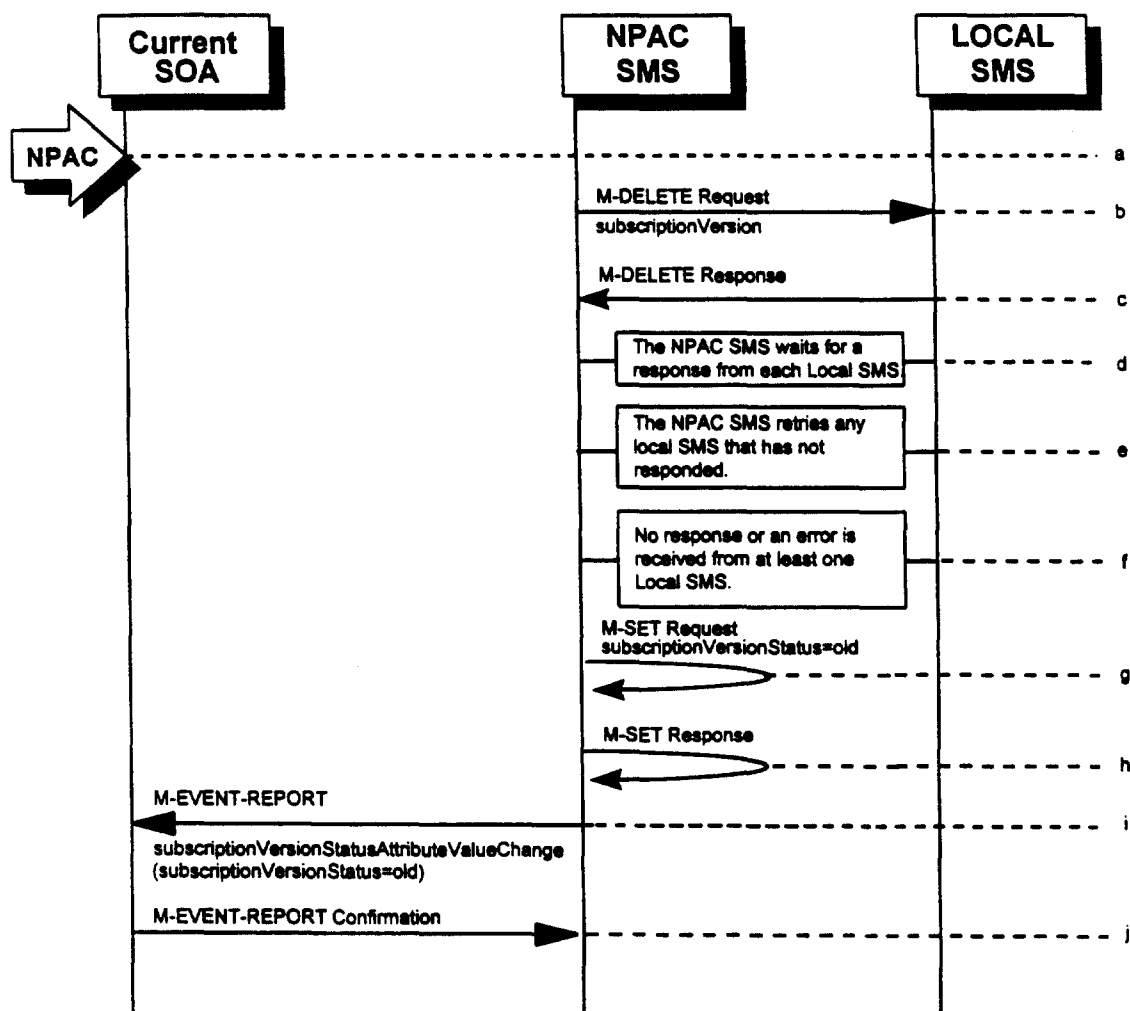 Current
SOA
NPAC
SMS
LOCAL
SMS
NPAC
a
M-DELETE Request
subscriptionVersion
b
M-DELETE Response
c
The NPAC SMS waits for a
response from each Local SMS.
d
The NPAC SMS retries any
local SMS that has not
responded.
e
No response or an error is
received from at least one
Local SMS.
f
M-SET Request
subscriptionVersionStatus=old
g
M-SET Response
h
M-EVENT-REPORT
i
subscriptionVersionStatusAttributeValueChange
(subscriptionVersionStatus=old)
M-EVENT-REPORT Confirmation
j